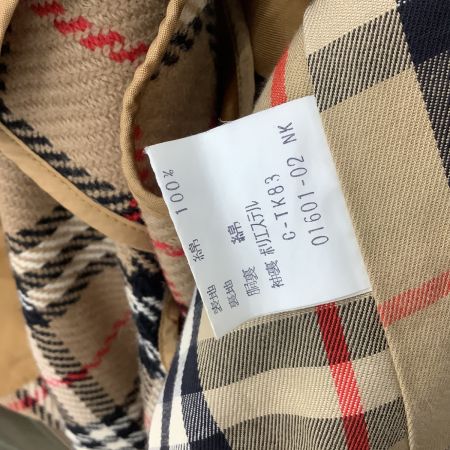 表地 綿 100%
裏地
胴裏 綿
袖裏 ポリエステル
C-TK83
01601-02 NK